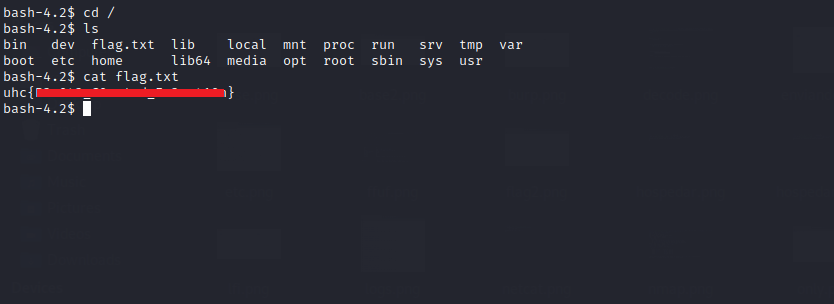 bash-4.2$ cd /
bash-4.2$ ls
bin dev flag.txt lib local mnt proc run srv tmp var
boot etc home lib64 media opt root sbin sys usr
bash-4.2$ cat flag.txt
uhc{ }
bash-4.2$